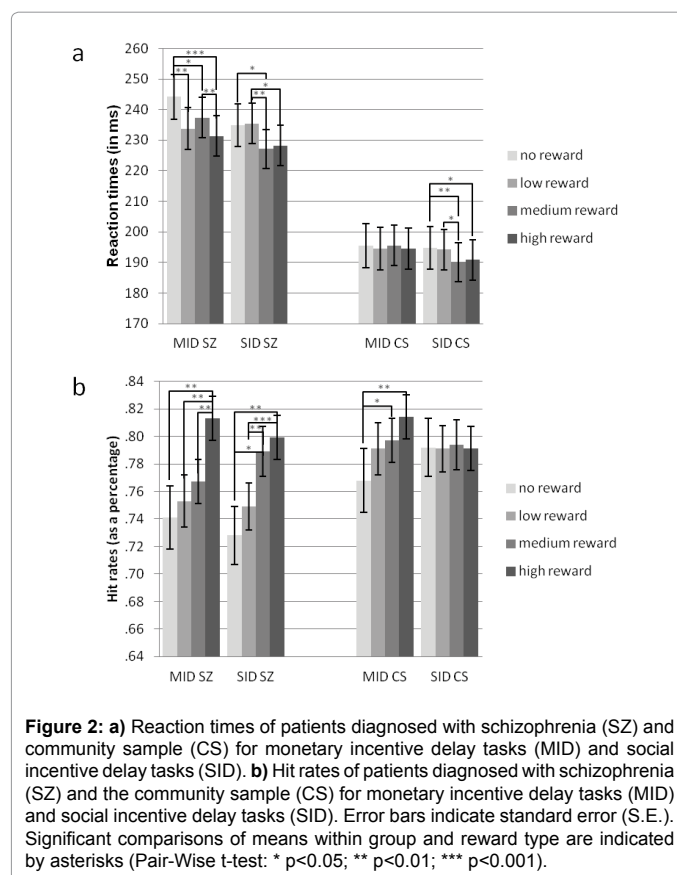 a
260
250
240
230
220
210
200
190
180
170
Reaction times (in ms)
***
*
**
**
*
*
**
*
**
*
MID SZ
SID SZ
MID CS
SID CS
no reward
low reward
medium reward
high reward
b
.84
.82
.80
.78
.76
.74
.72
.70
.68
.66
.64
Hit rates (as a percentage)
**
**
**
**
***
**
*
**
*
MID SZ
SID SZ
MID CS
SID CS
no reward
low reward
medium reward
high reward
Figure 2: a) Reaction times of patients diagnosed with schizophrenia (SZ) and
community sample (CS) for monetary incentive delay tasks (MID) and social
incentive delay tasks (SID). b) Hit rates of patients diagnosed with schizophrenia
(SZ) and the community sample (CS) for monetary incentive delay tasks (MID)
and social incentive delay tasks (SID). Error bars indicate standard error (S.E.).
Significant comparisons of means within group and reward type are indicated
by asterisks (Pair-Wise t-test: * p<0.05; ** p<0.01; *** p<0.001).